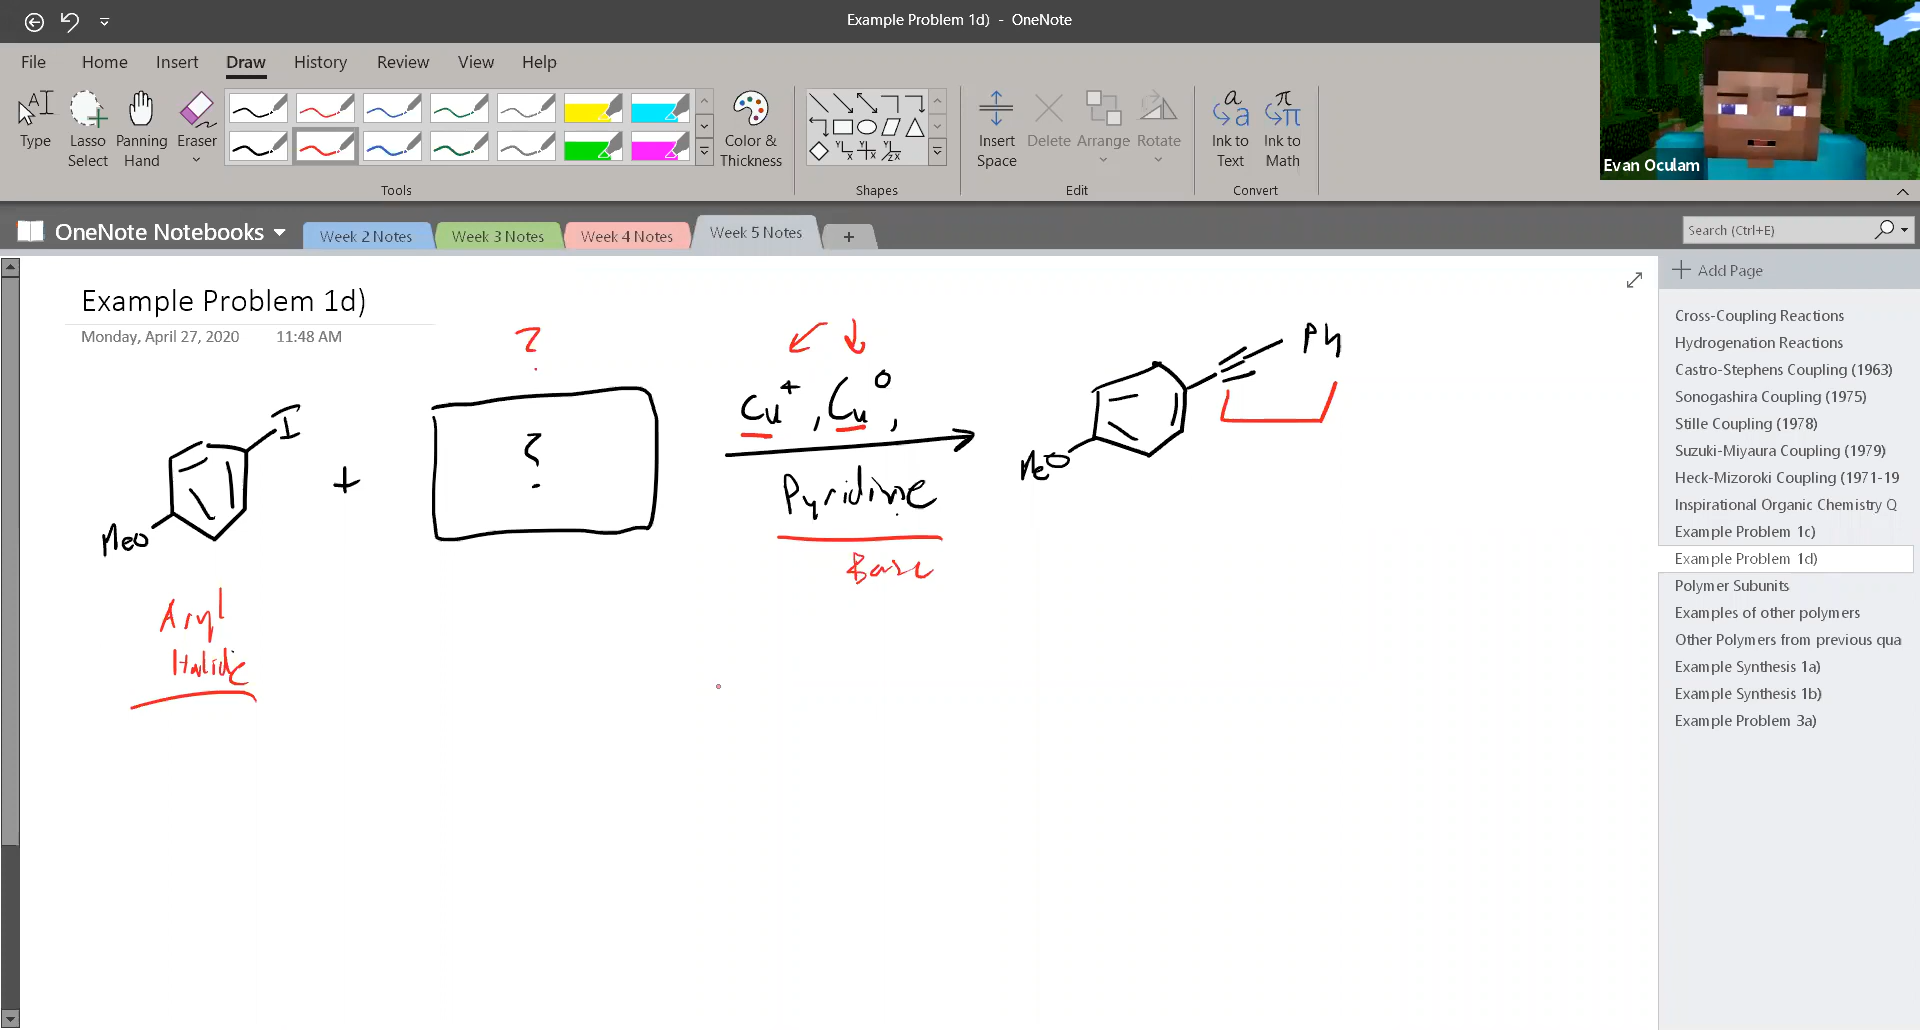 Example Problem 1d) - OneNote
File Home Insert Draw History Review View Help
Type
Lasso Select
Panning Hand
Eraser
Color & Thickness
Insert Space
Delete
Arrange
Rotate
Ink to Text
Ink to Math
Tools
Shapes
Edit
Convert
Evan Oculam
OneNote Notebooks
Week 2 Notes
Week 3 Notes
Week 4 Notes
Week 5 Notes
+
Search (Ctrl+E)
Example Problem 1d)
Monday, April 27, 2020 11:48 AM
?
I
MeO
+
?
Cu+, Cu0,
Pyridine
Base
Ph
MeO
Aryl
Halide
Add Page
Cross-Coupling Reactions
Hydrogenation Reactions
Castro-Stephens Coupling (1963)
Sonogashira Coupling (1975)
Stille Coupling (1978)
Suzuki-Miyaura Coupling (1979)
Heck-Mizoroki Coupling (1971-19
Inspirational Organic Chemistry Q
Example Problem 1c)
Example Problem 1d)
Polymer Subunits
Examples of other polymers
Other Polymers from previous qua
Example Synthesis 1a)
Example Synthesis 1b)
Example Problem 3a)